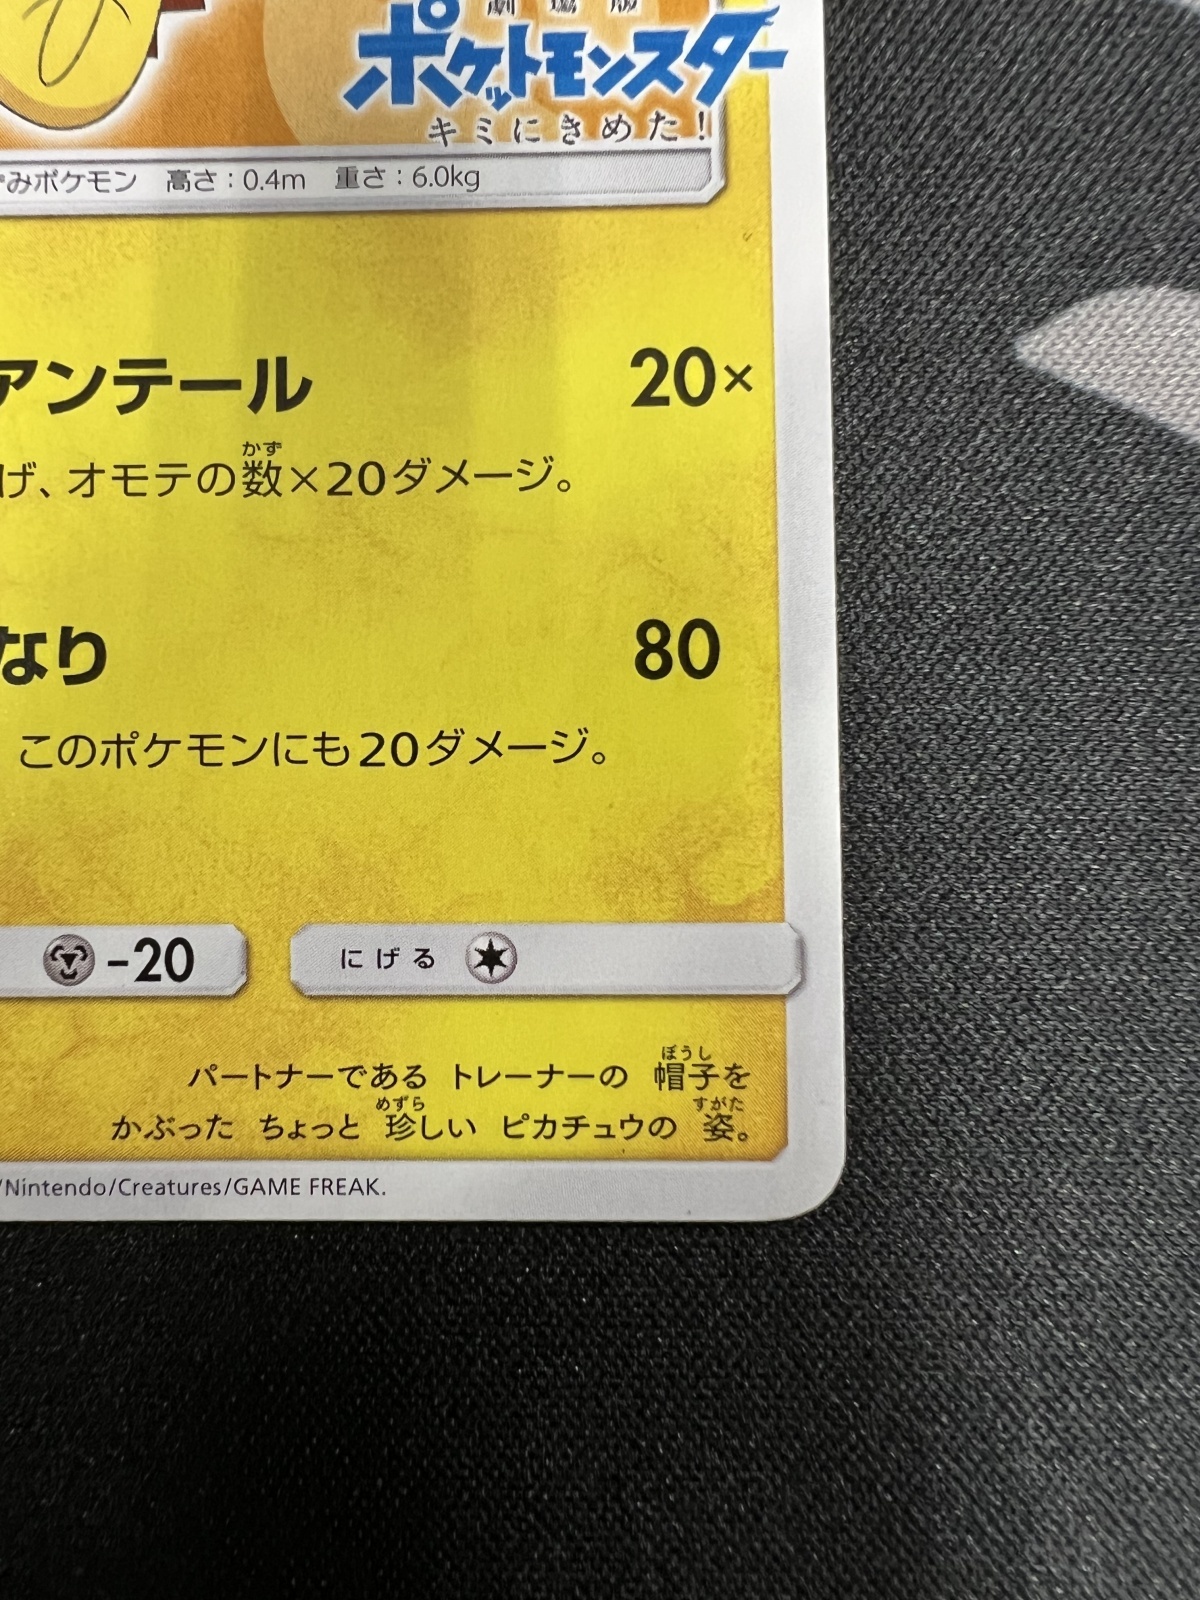 劇場版
ポケットモンスター
キミにきめた!
みポケモン 高さ:0.4m 重さ:6.0kg
アンテール 20×
げ、オモテの数×20ダメージ。
かず
なり 80
このポケモンにも20ダメージ。
-20 にげる
パートナーである トレーナーの 帽子を
ぼうし
かぶった ちょっと 珍しい ピカチュウの 姿。
めずら すがた
/Nintendo/Creatures/GAME FREAK.